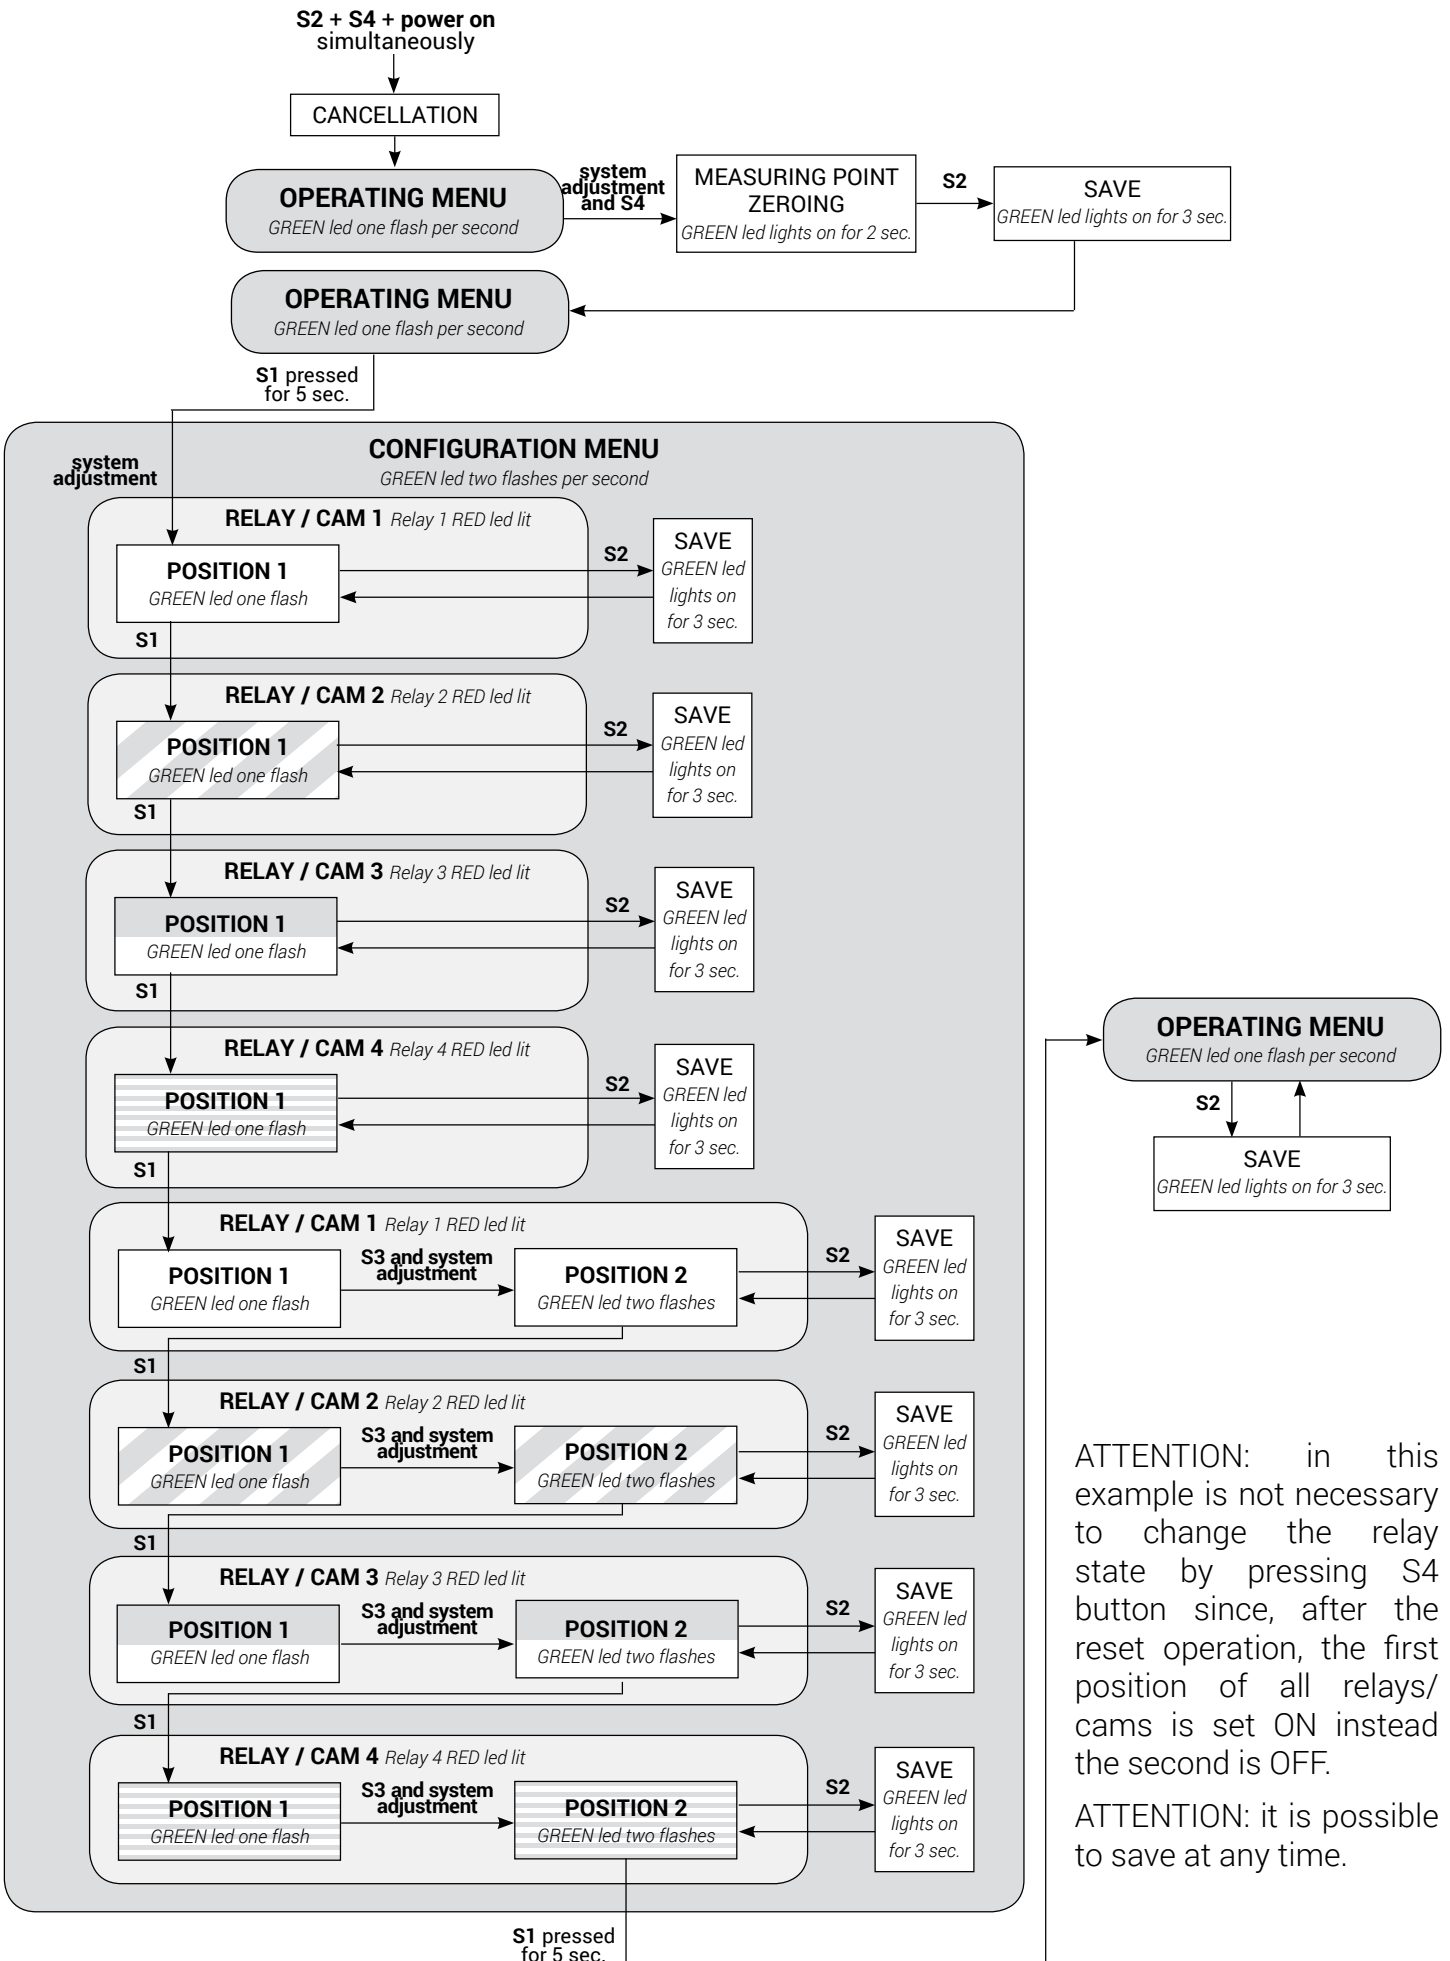 S2 + S4 + power on
simultaneously
CANCELLATION
OPERATING MENU
GREEN led one flash per second
system
adjustment
and S4
MEASURING POINT
ZEROING
GREEN led lights on for 2 sec.
S2
SAVE
GREEN led lights on for 3 sec.
OPERATING MENU
GREEN led one flash per second
S1 pressed
for 5 sec.
CONFIGURATION MENU
GREEN led two flashes per second
system
adjustment
RELAY / CAM 1 Relay 1 RED led lit
POSITION 1
GREEN led one flash
S2
SAVE
GREEN led
lights on
for 3 sec.
S1
RELAY / CAM 2 Relay 2 RED led lit
POSITION 1
GREEN led one flash
S2
SAVE
GREEN led
lights on
for 3 sec.
S1
RELAY / CAM 3 Relay 3 RED led lit
POSITION 1
GREEN led one flash
S2
SAVE
GREEN led
lights on
for 3 sec.
S1
RELAY / CAM 4 Relay 4 RED led lit
POSITION 1
GREEN led one flash
S2
SAVE
GREEN led
lights on
for 3 sec.
S1
RELAY / CAM 1 Relay 1 RED led lit
POSITION 1
GREEN led one flash
S3 and system
adjustment
POSITION 2
GREEN led two flashes
S2
SAVE
GREEN led
lights on
for 3 sec.
S1
RELAY / CAM 2 Relay 2 RED led lit
POSITION 1
GREEN led one flash
S3 and system
adjustment
POSITION 2
GREEN led two flashes
S2
SAVE
GREEN led
lights on
for 3 sec.
S1
RELAY / CAM 3 Relay 3 RED led lit
POSITION 1
GREEN led one flash
S3 and system
adjustment
POSITION 2
GREEN led two flashes
S2
SAVE
GREEN led
lights on
for 3 sec.
S1
RELAY / CAM 4 Relay 4 RED led lit
POSITION 1
GREEN led one flash
S3 and system
adjustment
POSITION 2
GREEN led two flashes
S2
SAVE
GREEN led
lights on
for 3 sec.
S1 pressed
for 5 sec.
OPERATING MENU
GREEN led one flash per second
S2
SAVE
GREEN led lights on for 3 sec.
ATTENTION: in this
example is not necessary
to change the relay
state by pressing S4
button since, after the
reset operation, the first
position of all relays/
cams is set ON instead
the second is OFF.
ATTENTION: it is possible
to save at any time.